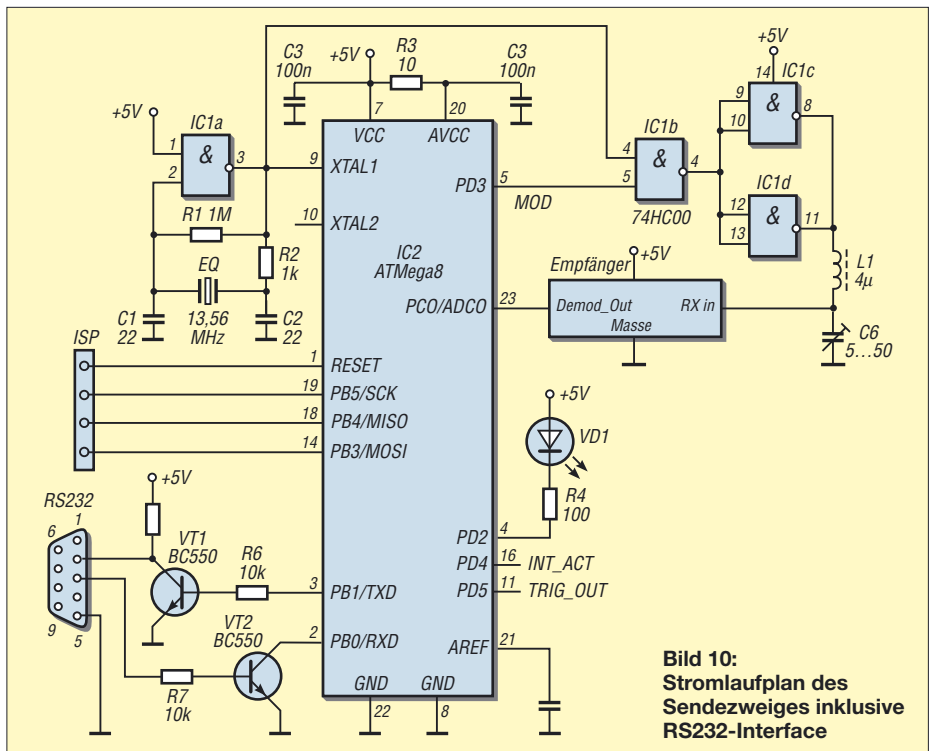 +5V
C3
100n
+5V
R3
10
C3
100n
7
20
VCC
AVCC
+5V
IC1a
1
2
&
3
9
XTAL1
10
XTAL2
R1 1M
EQ
R2
1k
C1
22
13,56
MHz
C2
22
IC2
ATMega8
PD3
5
MOD
4
5
IC1b
&
4
74HC00
+5V
14
IC1c
9
10
&
8
IC1d
12
13
&
11
Empfänger
+5V
PCO/ADCO
23
Demod_Out
RX in
Masse
L1
4µ
C6
5...50
ISP
1
RESET
19
PB5/SCK
18
PB4/MISO
14
PB3/MOSI
+5V
VD1
R4
100
+5V
RS232
1
6
9
5
VT1
BC550
R6
10k
3
PB1/TXD
VT2
BC550
2
PB0/RXD
R7
10k
PD2
4
PD4
16
INT_ACT
PD5
11
TRIG_OUT
AREF
21
GND
22
GND
8
Bild 10:
Stromlaufplan des
Sendezweiges inklusive
RS232-Interface